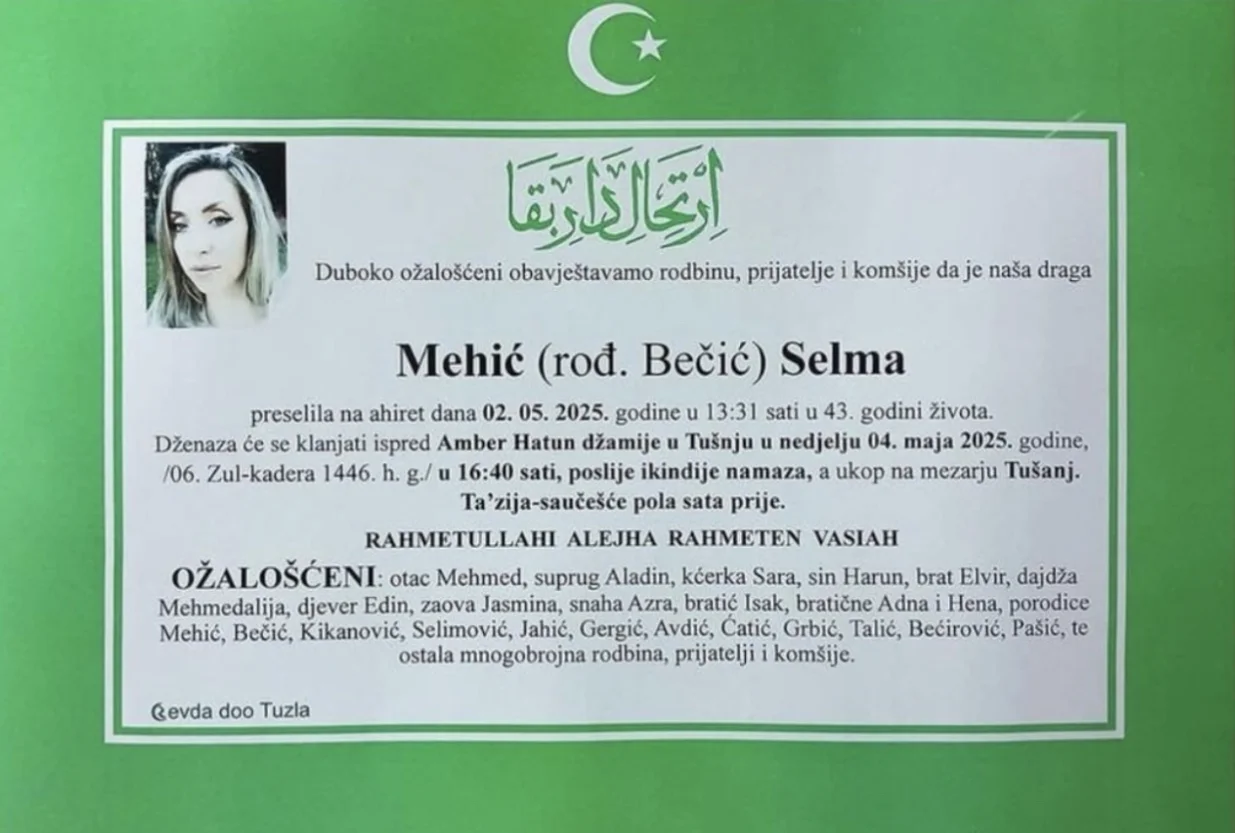 اِرتِحَالِ دَارِ بَقَا
Duboko ožalošćeni obavještavamo rodbinu, prijatelje i komšije da je naša draga
Mehić (rođ. Bečić) Selma
preselila na ahiret dana 02. 05. 2025. godine u 13:31 sati u 43. godini života.
Dženaza će se klanjati ispred Amber Hatun džamije u Tušnju u nedjelju 04. maja 2025. godine,
/06. Zul-kadera 1446. h. g./ u 16:40 sati, poslije ikindije namaza, a ukop na mezarju Tušanj.
Ta’zija-saučešće pola sata prije.
RAHMETULLAHI ALEJHA RAHMETEN VASIAH
OŽALOŠĆENI: otac Mehmed, suprug Aladin, kćerka Sara, sin Harun, brat Elvir, dajdža
Mehmedalija, djever Edin, zaova Jasmina, snaha Azra, bratić Isak, bratične Adna i Hena, porodice
Mehić, Bečić, Kikanović, Selimović, Jahić, Gergić, Avdić, Ćatić, Grbić, Talić, Bećirović, Pašić, te
ostala mnogobrojna rodbina, prijatelji i komšije.
evda doo Tuzla